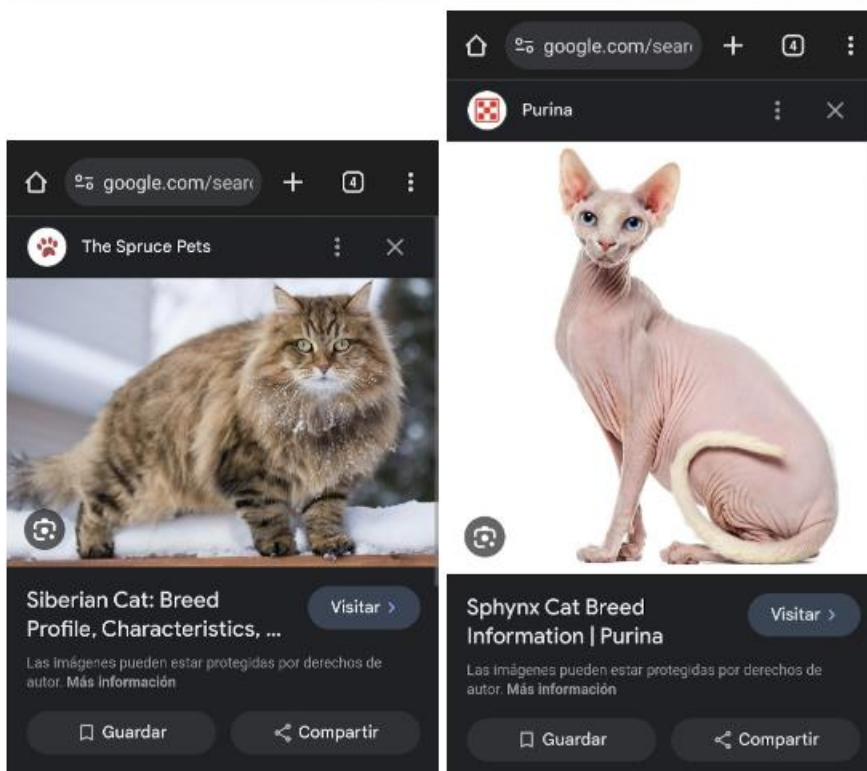 google.com/sear
4
The Spruce Pets
Siberian Cat: Breed
Profile, Characteristics, ...
Visitar >
Las imágenes pueden estar protegidas por derechos de
autor. Más información
Guardar
Compartir
google.com/sear
4
Purina
Sphynx Cat Breed
Information | Purina
Visitar >
Las imágenes pueden estar protegidas por derechos de
autor. Más información
Guardar
Compartir